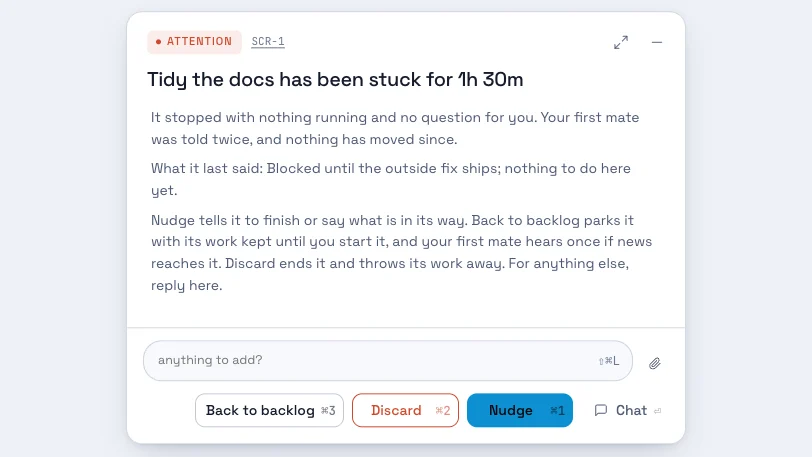 ATTENTION SCR-1
Tidy the docs has been stuck for 1h 30m
It stopped with nothing running and no question for you. Your first mate
was told twice, and nothing has moved since.
What it last said: Blocked until the outside fix ships; nothing to do here
yet.
Nudge tells it to finish or say what is in its way. Back to backlog parks it
with its work kept until you start it, and your first mate hears once if news
reaches it. Discard ends it and throws its work away. For anything else,
reply here.
anything to add? ⇧⌘L
Back to backlog ⌘3 Discard ⌘2 Nudge ⌘1 Chat ⏎